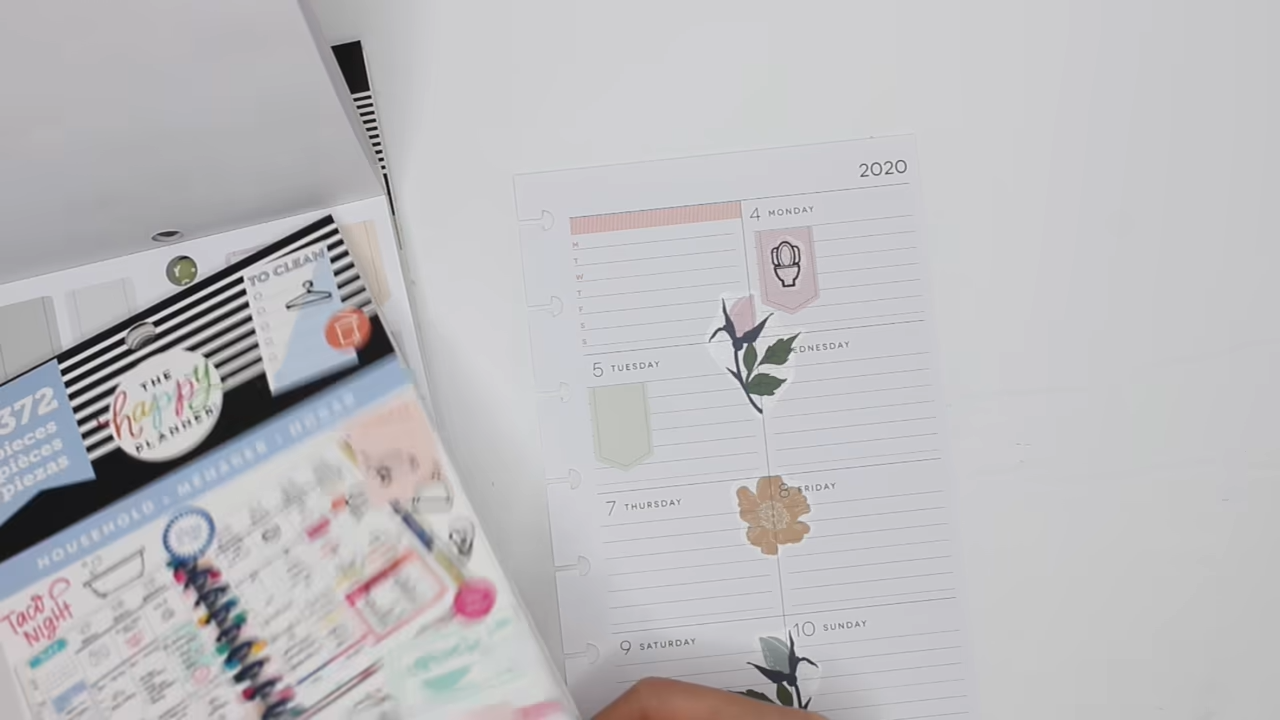 2020
4 MONDAY
M
T
W
T
F
S
S
5 TUESDAY
EDNESDAY
7 THURSDAY
8 FRIDAY
9 SATURDAY
10 SUNDAY
TO CLEAN
THE
happy
PLANNER
372
pieces
pièces
piezas
HOUSEHOLD : MÉNAGER : HOGAR
Taco
Night